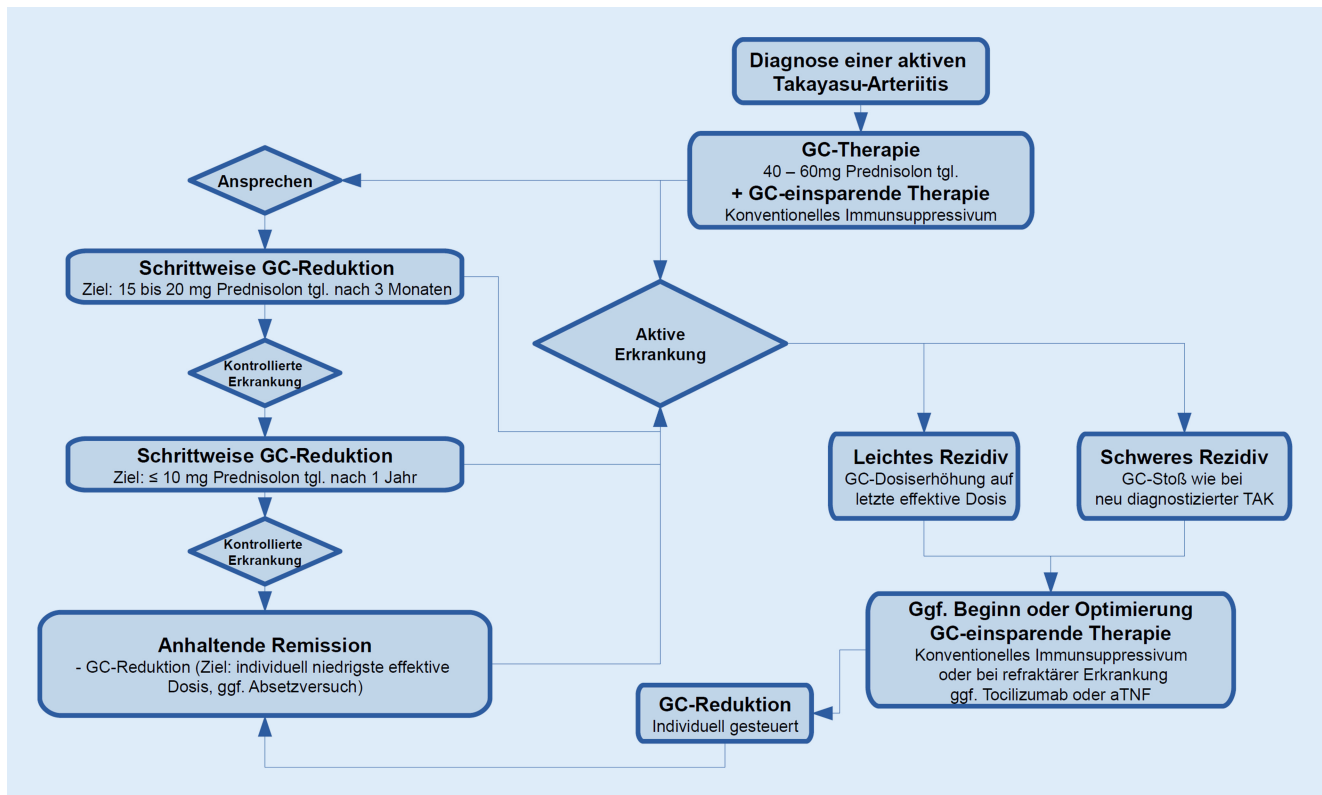 Diagnose einer aktiven
Takayasu-Arteriitis
GC-Therapie
40 – 60mg Prednisolon tgl.
+ GC-einsparende Therapie
Konventionelles Immunsuppressivum
Ansprechen
Schrittweise GC-Reduktion
Ziel: 15 bis 20 mg Prednisolon tgl. nach 3 Monaten
Kontrollierte
Erkrankung
Schrittweise GC-Reduktion
Ziel: ≤ 10 mg Prednisolon tgl. nach 1 Jahr
Kontrollierte
Erkrankung
Anhaltende Remission
- GC-Reduktion (Ziel: individuell niedrigste effektive
Dosis, ggf. Absetzversuch)
Aktive
Erkrankung
Leichtes Rezidiv
GC-Dosiserhöhung auf
letzte effektive Dosis
Schweres Rezidiv
GC-Stoß wie bei
neu diagnostizierter TAK
Ggf. Beginn oder Optimierung
GC-einsparende Therapie
Konventionelles Immunsuppressivum
oder bei refraktärer Erkrankung
ggf. Tocilizumab oder aTNF
GC-Reduktion
Individuell gesteuert